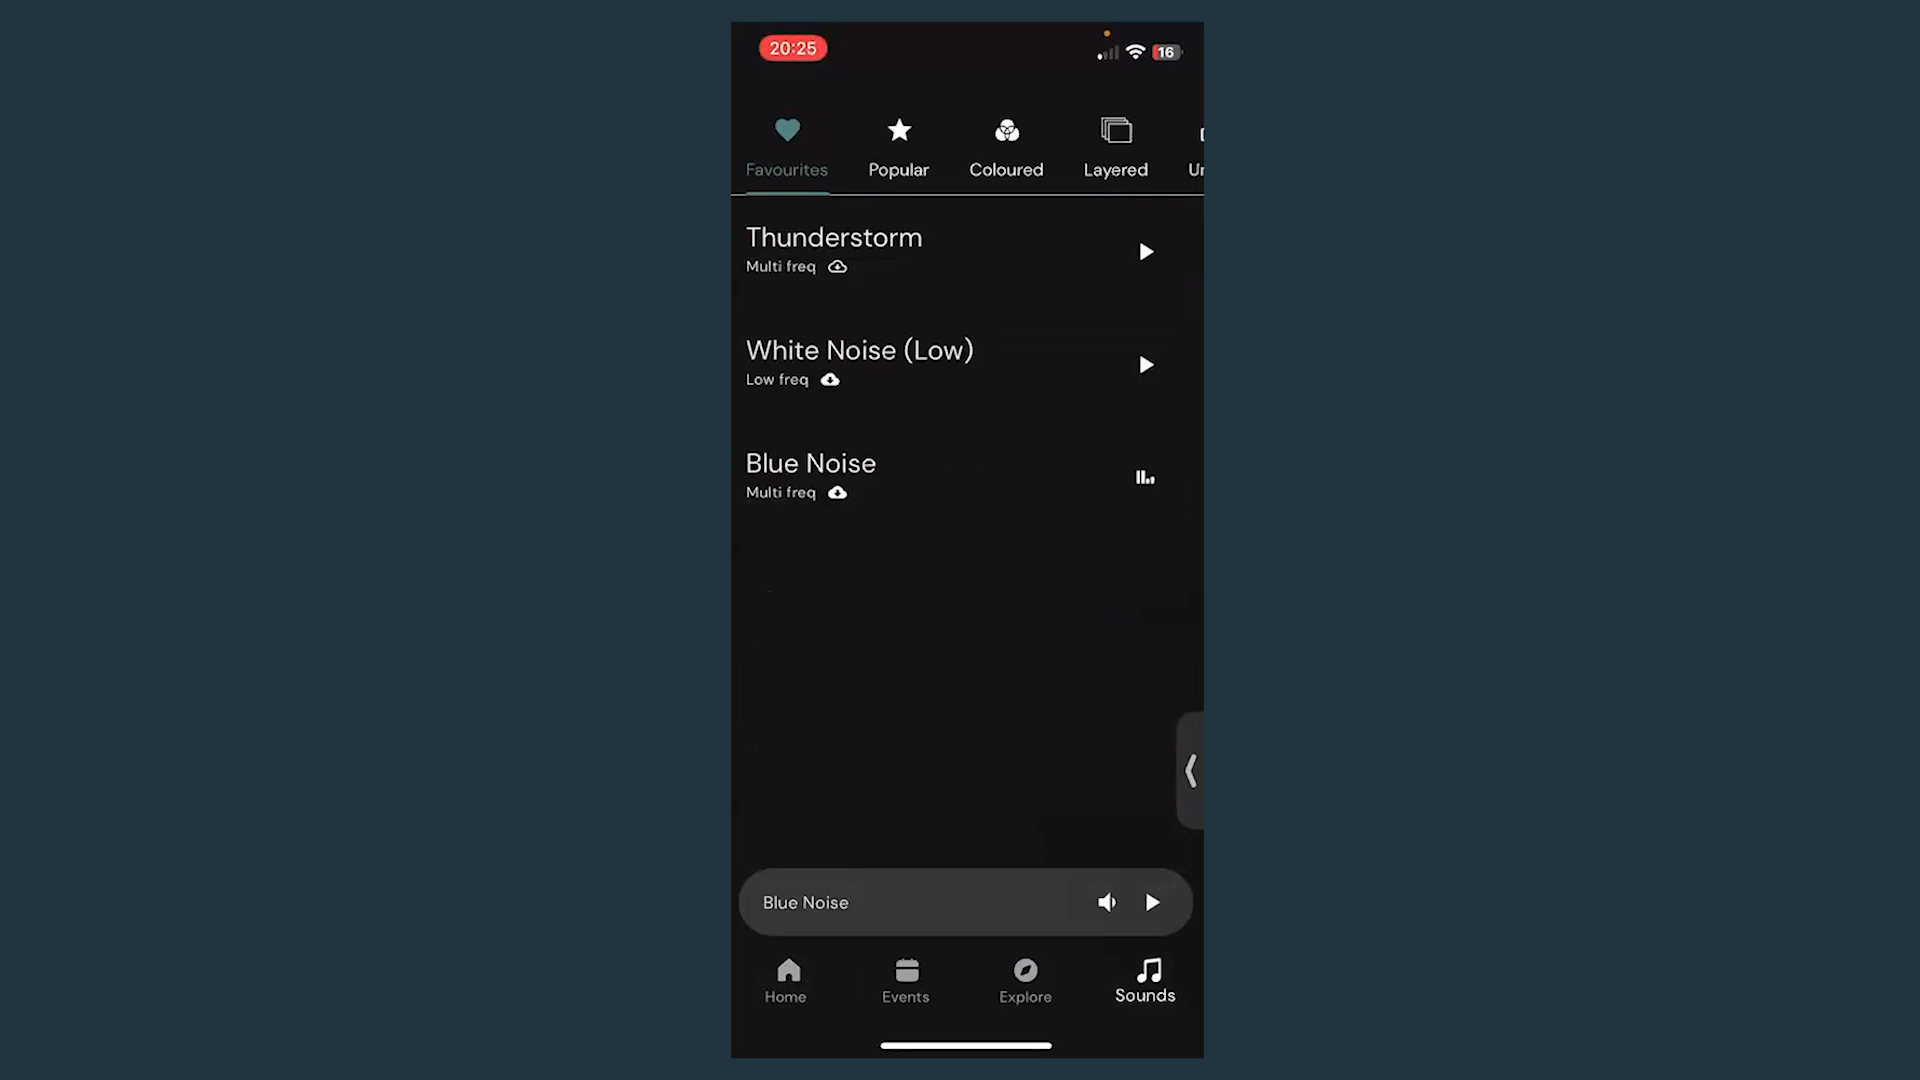 20:25
16
Favourites
Popular
Coloured
Layered
Thunderstorm
Multi freq
White Noise (Low)
Low freq
Blue Noise
Multi freq
Blue Noise
Home
Events
Explore
Sounds